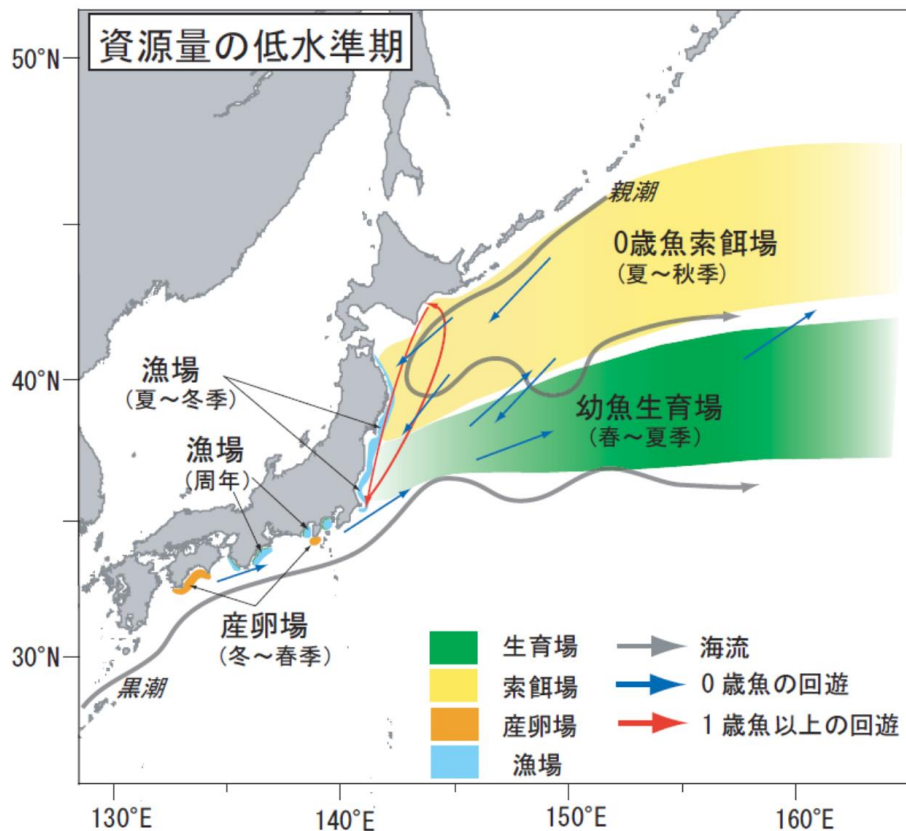 資源量の低水準期
50°N
親潮
0歳魚索餌場
(夏～秋季)
40°N
漁場
(夏～冬季)
幼魚生育場
(春～夏季)
漁場
(周年)
産卵場
(冬～春季)
30°N
黒潮
生育場
索餌場
産卵場
漁場
海流
0歳魚の回遊
1歳魚以上の回遊
130°E
140°E
150°E
160°E